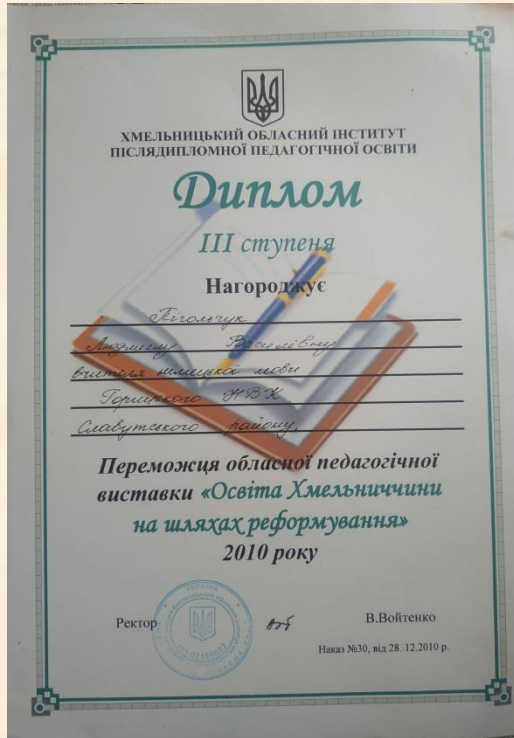 ХМЕЛЬНИЦЬКИЙ ОБЛАСНИЙ ІНСТИТУТ
ПІСЛЯДИПЛОМНОЇ ПЕДАГОГІЧНОЇ ОСВІТИ
Диплом
ІІІ ступеня
Нагороджує
Пігольчук
Людмилу Василівну
вчителя німецької мови
Горицького НВК
Славутського району,
Переможця обласної педагогічної
виставки «Освіта Хмельниччини
на шляхах реформування»
2010 року
УКРАЇНА
Ректор
В.Войтенко
Наказ №30, від 28. 12.2010 р.